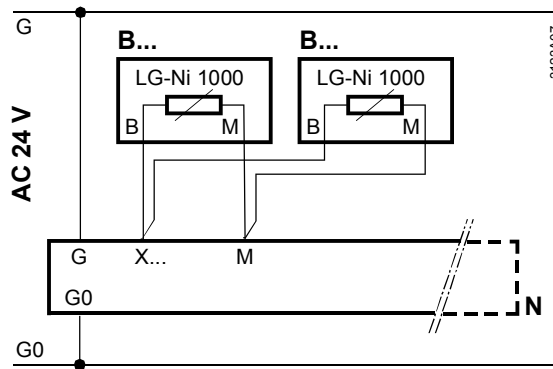 G
B... B...
LG-Ni 1000 LG-Ni 1000
B M B M
AC 24 V
G X... M
G0
N
G0